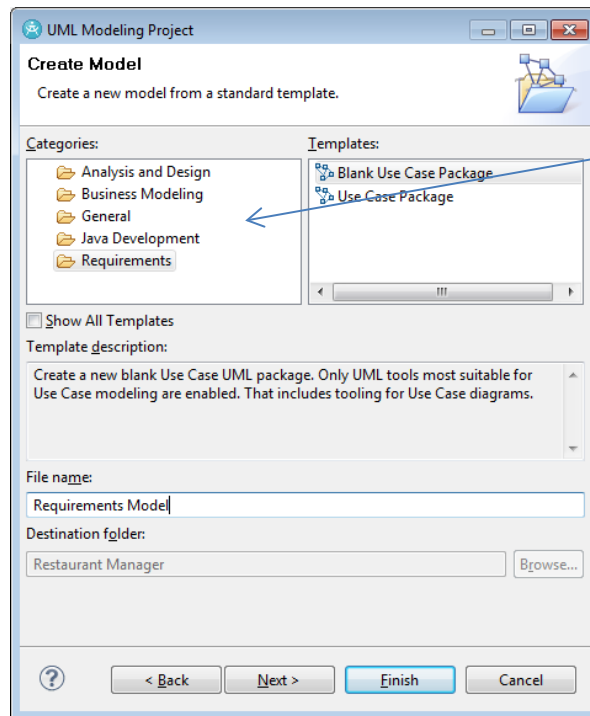 UML Modeling Project
Create Model
Create a new model from a standard template.
Categories:
Analysis and Design
Business Modeling
General
Java Development
Requirements
Templates:
Blank Use Case Package
Use Case Package
Show All Templates
Template description:
Create a new blank Use Case UML package. Only UML tools most suitable for
Use Case modeling are enabled. That includes tooling for Use Case diagrams.
File name:
Requirements Model
Destination folder:
Restaurant Manager
Browse...
?
< Back
Next >
Finish
Cancel